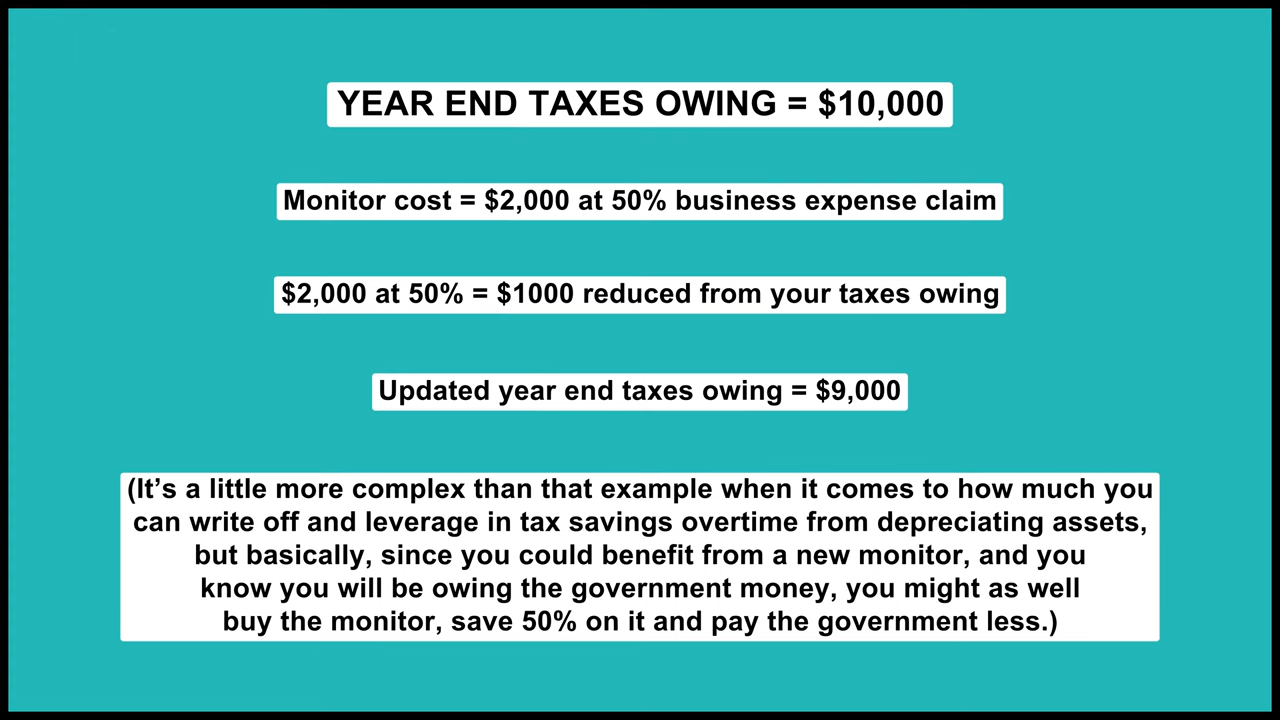 YEAR END TAXES OWING = $10,000
Monitor cost = $2,000 at 50% business expense claim
$2,000 at 50% = $1000 reduced from your taxes owing
Updated year end taxes owing = $9,000
(It’s a little more complex than that example when it comes to how much you
can write off and leverage in tax savings overtime from depreciating assets,
but basically, since you could benefit from a new monitor, and you
know you will be owing the government money, you might as well
buy the monitor, save 50% on it and pay the government less.)